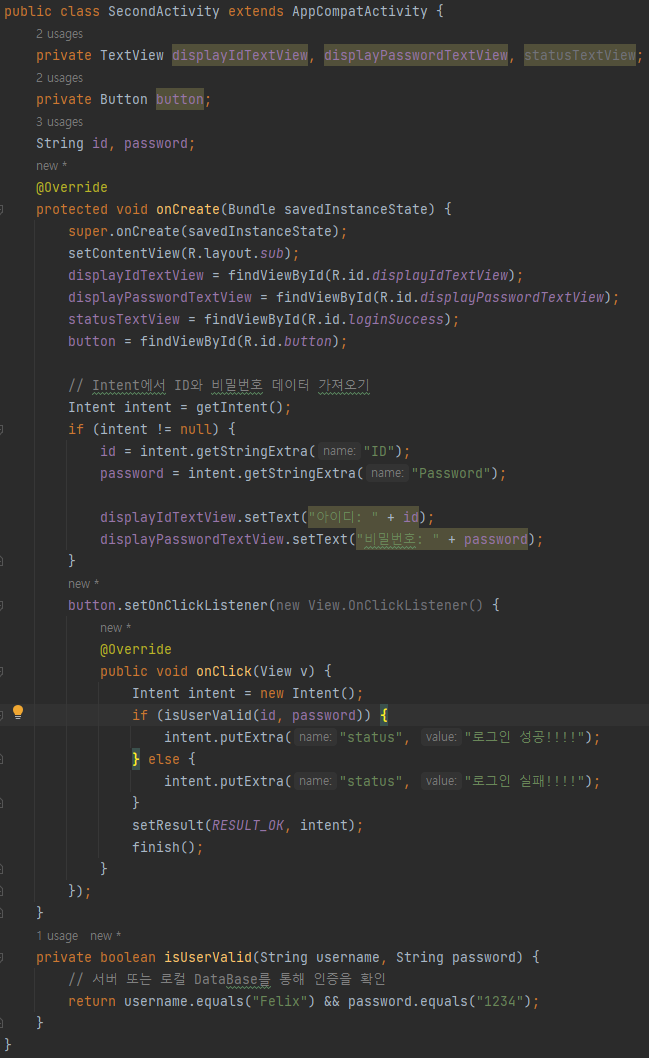 public class SecondActivity extends AppCompatActivity {
2 usages
private TextView displayIdTextView, displayPasswordTextView, statusTextView;
2 usages
private Button button;
3 usages
String id, password;
new *
@Override
protected void onCreate(Bundle savedInstanceState) {
super.onCreate(savedInstanceState);
setContentView(R.layout.sub);
displayIdTextView = findViewById(R.id.displayIdTextView);
displayPasswordTextView = findViewById(R.id.displayPasswordTextView);
statusTextView = findViewById(R.id.loginSuccess);
button = findViewById(R.id.button);
// Intent에서 ID와 비밀번호 데이터 가져오기
Intent intent = getIntent();
if (intent != null) {
id = intent.getStringExtra( name: "ID");
password = intent.getStringExtra( name: "Password");
displayIdTextView.setText("아이디: " + id);
displayPasswordTextView.setText("비밀번호: " + password);
}
new *
button.setOnClickListener(new View.OnClickListener() {
new *
@Override
public void onClick(View v) {
Intent intent = new Intent();
if (isUserValid(id, password)) {
intent.putExtra( name: "status", value: "로그인 성공!!!!");
} else {
intent.putExtra( name: "status", value: "로그인 실패!!!!");
}
setResult(RESULT_OK, intent);
finish();
}
});
}
1 usage new *
private boolean isUserValid(String username, String password) {
// 서버 또는 로컬 DataBase를 통해 인증을 확인
return username.equals("Felix") && password.equals("1234");
}
}